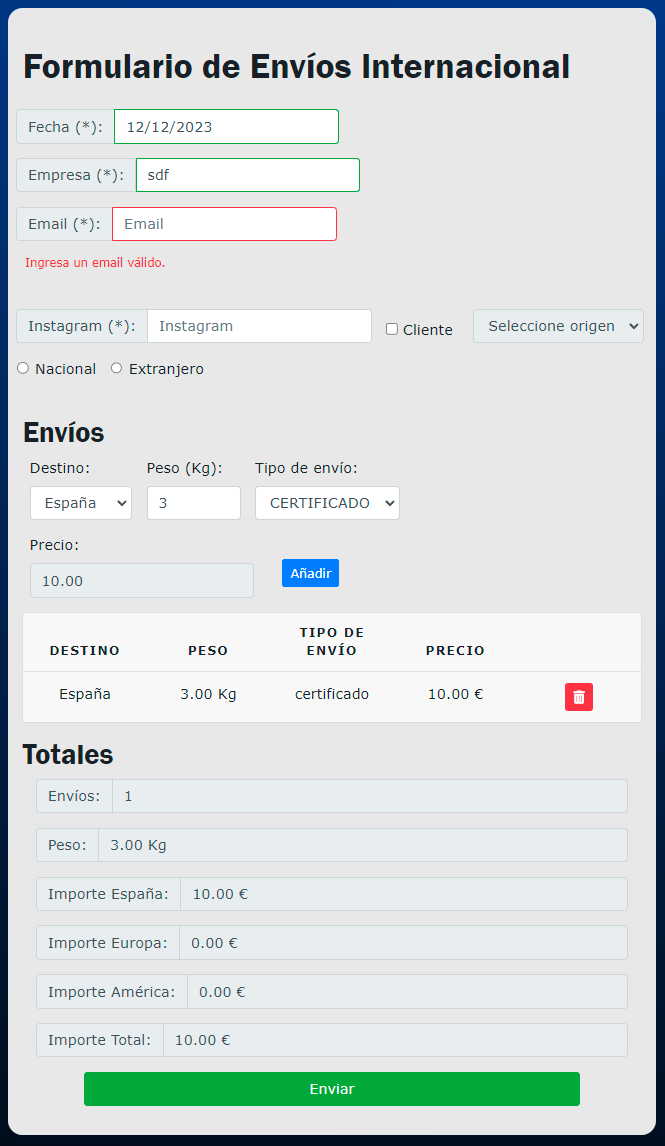 Formulario de Envíos Internacional
Fecha (*): 12/12/2023
Empresa (*): sdf
Email (*): Email
Ingresa un email válido.
Instagram (*): Instagram Cliente Seleccione origen
Nacional Extranjero
Envíos
Destino: Peso (Kg): Tipo de envío:
España 3 CERTIFICADO
Precio:
10.00 Añadir
DESTINO PESO TIPO DE ENVÍO PRECIO
España 3.00 Kg certificado 10.00 €
Totales
Envíos: 1
Peso: 3.00 Kg
Importe España: 10.00 €
Importe Europa: 0.00 €
Importe América: 0.00 €
Importe Total: 10.00 €
Enviar